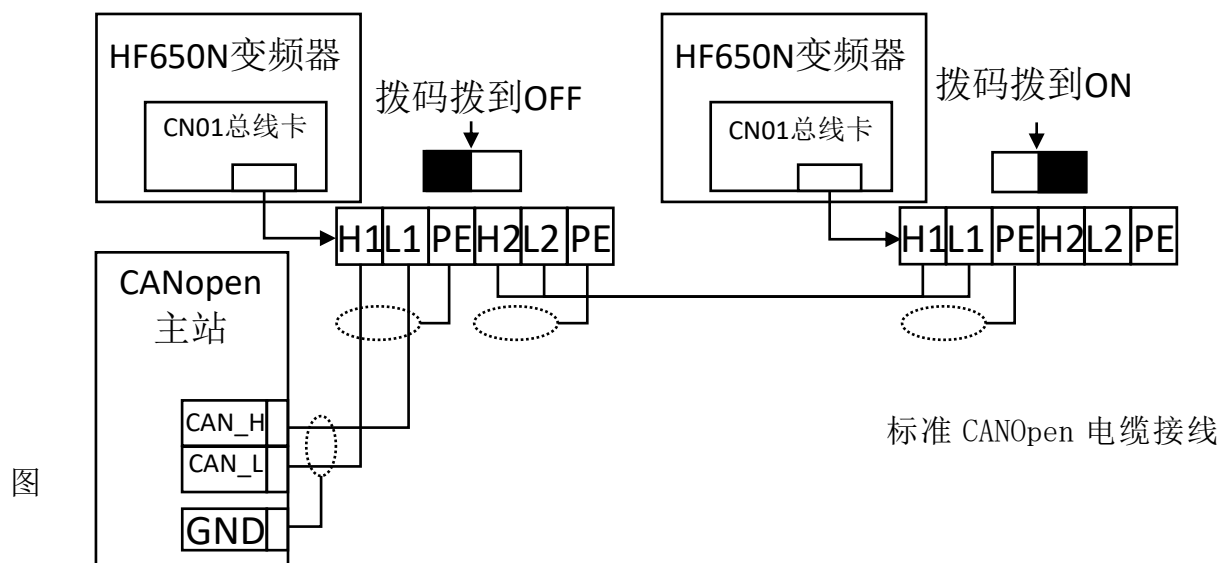 HF650N变频器
CN01总线卡
拨码拨到OFF
H1 L1 PE H2 L2 PE
HF650N变频器
CN01总线卡
拨码拨到ON
H1 L1 PE H2 L2 PE
CANopen
主站
CAN_H
CAN_L
GND
标准 CANOpen 电缆接线
图